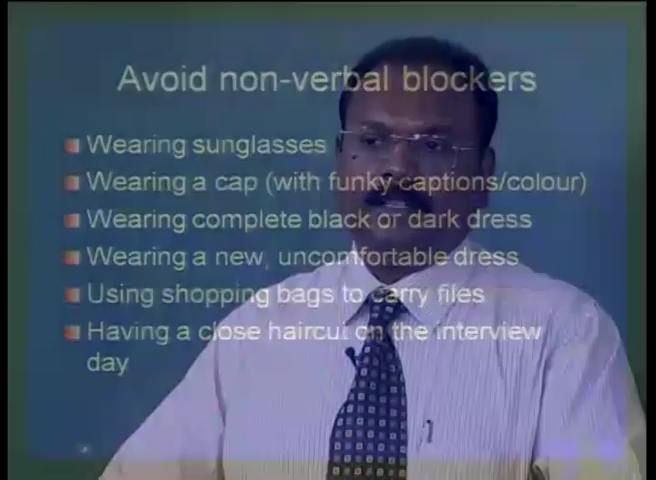 Avoid non-verbal blockers
Wearing sunglasses
Wearing a cap (with funky captions/colour)
Wearing complete black or dark dress
Wearing a new, uncomfortable dress
Using shopping bags to carry files
Having a close haircut on the interview
day